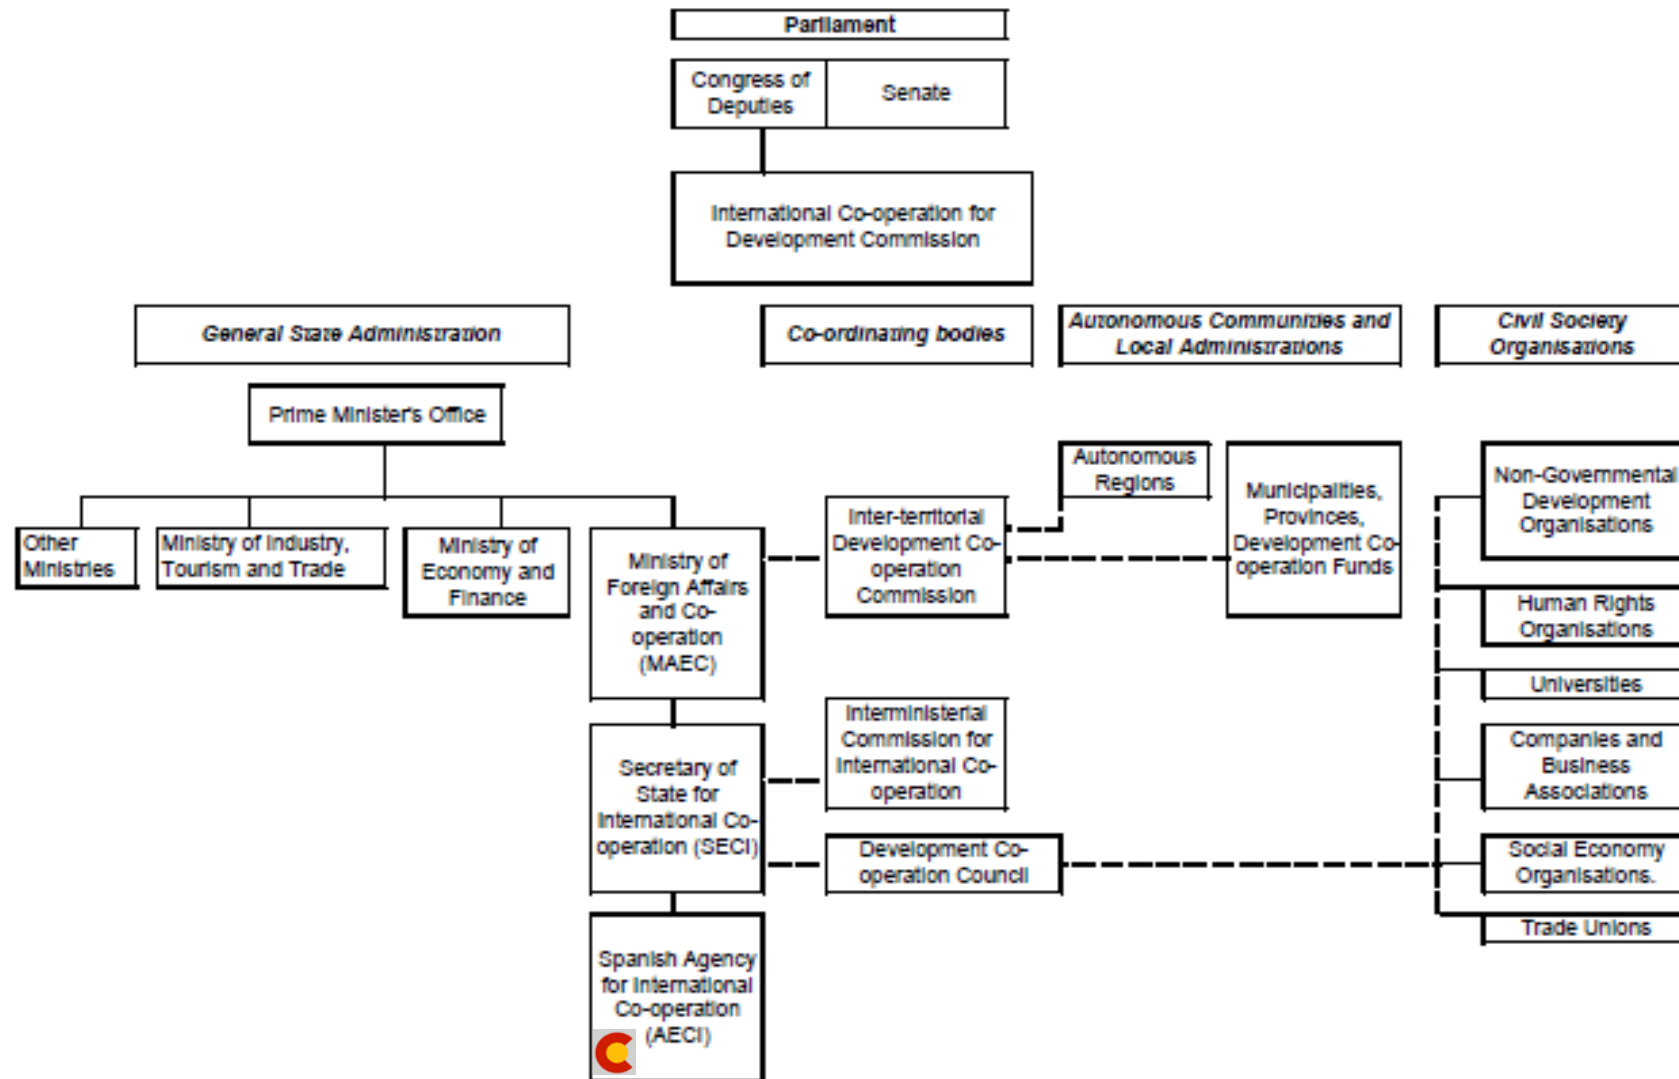 Parliament
Congress of
Deputies
Senate
International Co-operation for
Development Commission
General State Administration
Co-ordinating bodies
Autonomous Communities and
Local Administrations
Civil Society
Organisations
Prime Minister's Office
Other
Ministries
Ministry of Industry,
Tourism and Trade
Ministry of
Economy and
Finance
Ministry of
Foreign Affairs
and Co-
operation
(MAEC)
Inter-territorial
Development Co-
operation
Commission
Autonomous
Regions
Municipalities,
Provinces,
Development Co-
operation Funds
Non-Governmental
Development
Organisations
Human Rights
Organisations
Universities
Secretary of
State for
International Co-
operation (SECI)
Interministerial
Commission for
International Co-
operation
Companies and
Business
Associations
Development Co-
operation Council
Social Economy
Organisations.
Trade Unions
Spanish Agency
for International
Co-operation
(AECI)